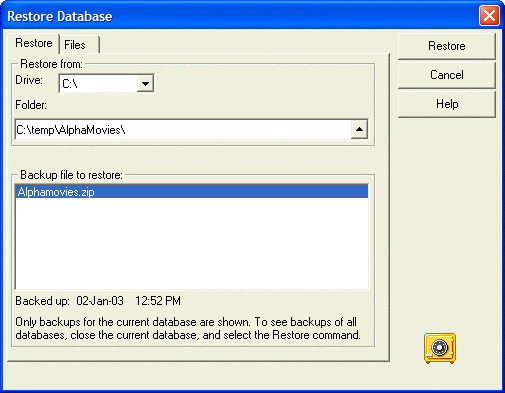 Restore Database
Restore
Files
Restore from:
Drive:
C:\
Folder:
C:\temp\AlphaMovies\
Backup file to restore:
Alphamovies.zip
Backed up: 02-Jan-03 12:52 PM
Only backups for the current database are shown. To see backups of all
databases, close the current database, and select the Restore command.
Restore
Cancel
Help